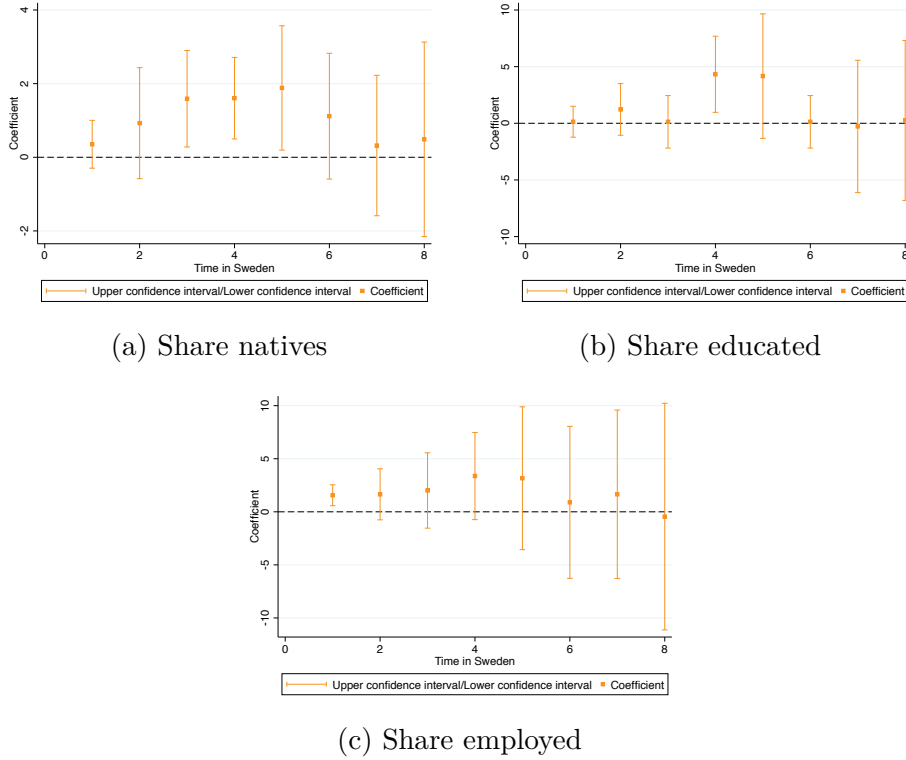 4
2
0
-2
Coefficient
0 2 4 6 8
Time in Sweden
Upper confidence interval/Lower confidence interval Coefficient
(a) Share natives
10
5
0
-5
-10
Coefficient
0 2 4 6 8
Time in Sweden
Upper confidence interval/Lower confidence interval Coefficient
(b) Share educated
10
5
0
-5
-10
Coefficient
0 2 4 6 8
Time in Sweden
Upper confidence interval/Lower confidence interval Coefficient
(c) Share employed